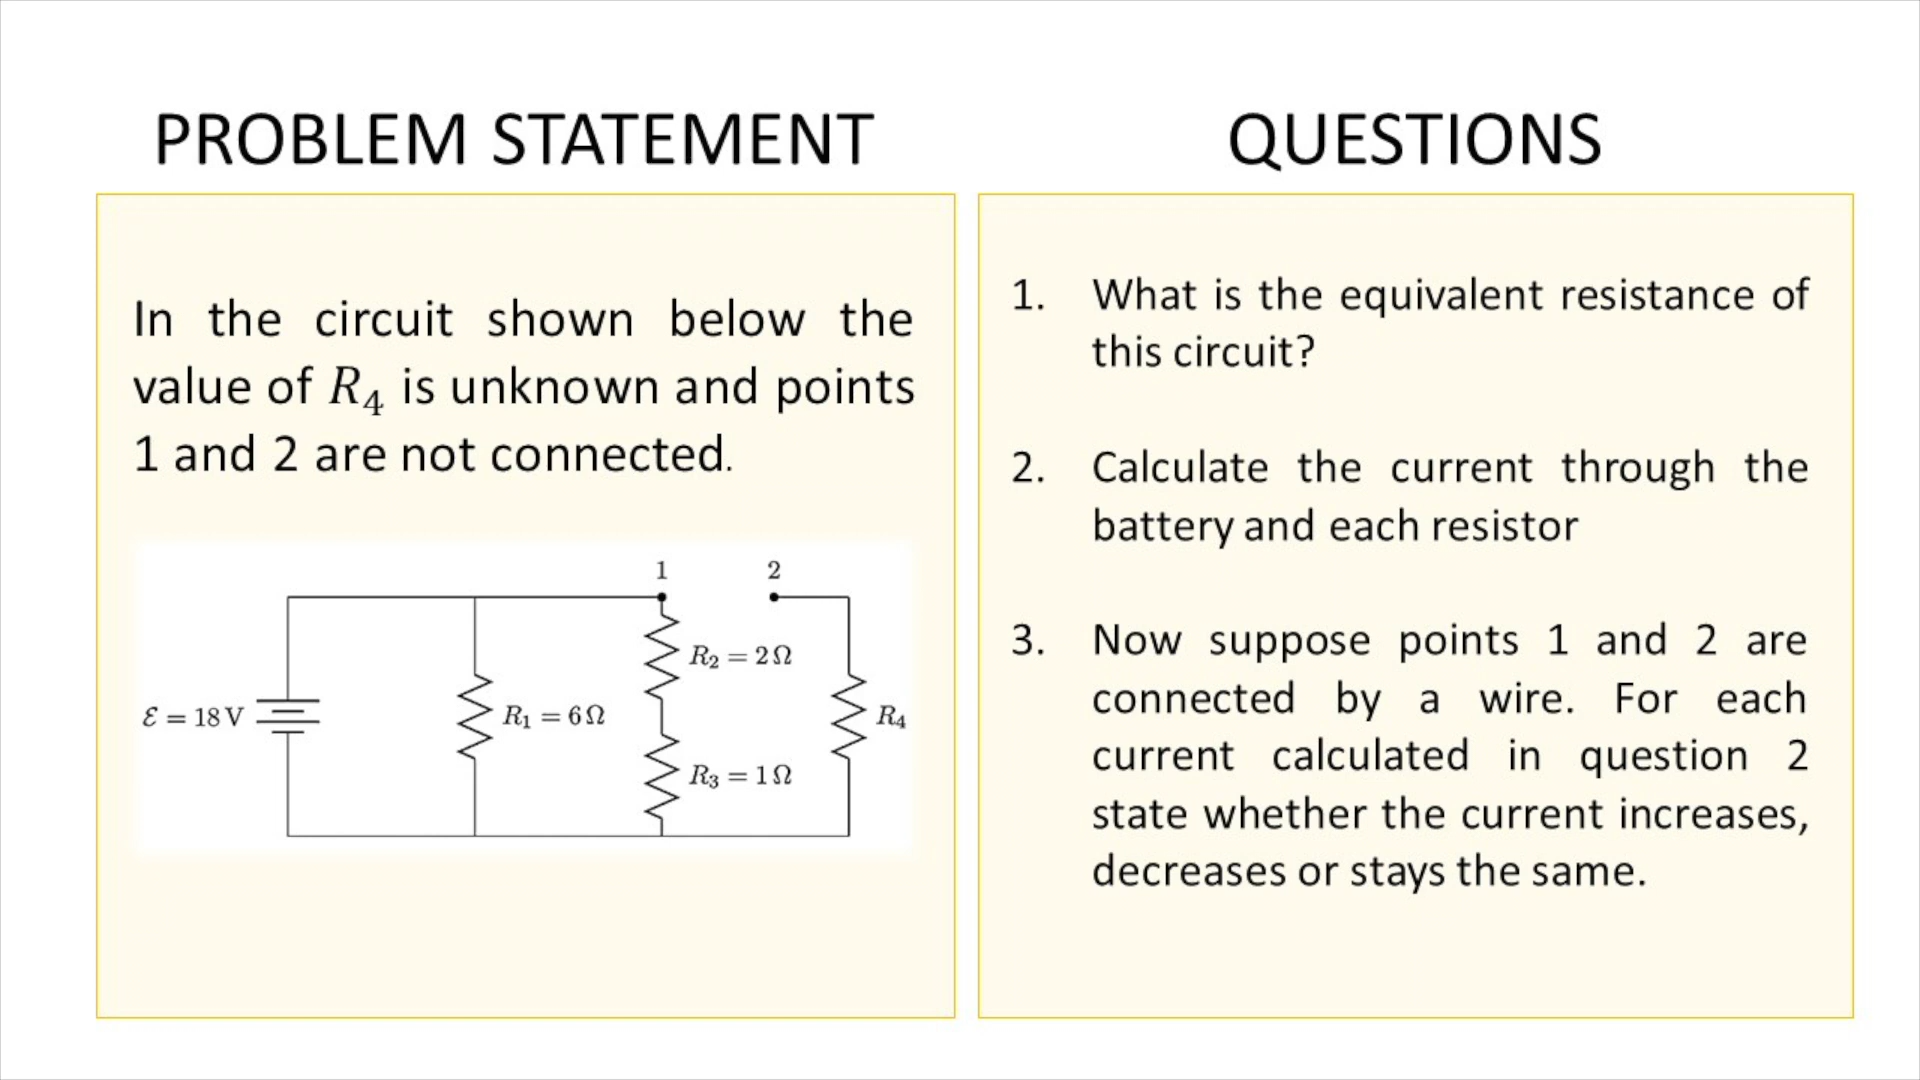 PROBLEM STATEMENT
In the circuit shown below the
value of R₄ is unknown and points
1 and 2 are not connected.
1
2
R₂ = 2 Ω
ℰ = 18 V
R₁ = 6 Ω
R₄
R₃ = 1 Ω
QUESTIONS
1. What is the equivalent resistance of
this circuit?
2. Calculate the current through the
battery and each resistor
3. Now suppose points 1 and 2 are
connected by a wire. For each
current calculated in question 2
state whether the current increases,
decreases or stays the same.